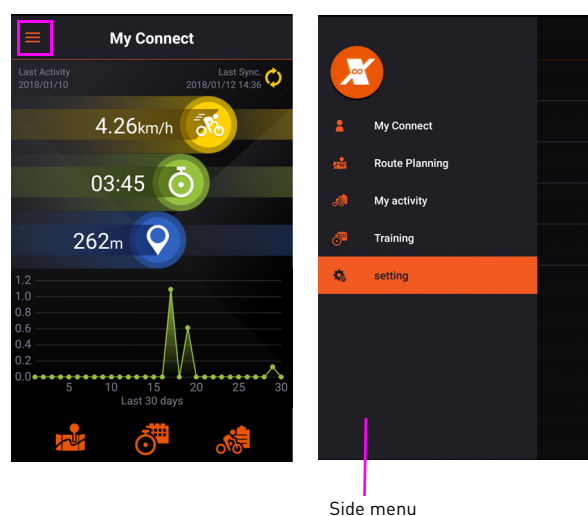 My Connect
Last Activity
2018/01/10
Last Sync.
2018/01/12 14:36
4.26km/h
03:45
262m
1.2
1.0
0.8
0.6
0.4
0.2
0.0
5 10 15 20 25 30
Last 30 days
X
My Connect
Route Planning
My activity
Training
setting
Side menu